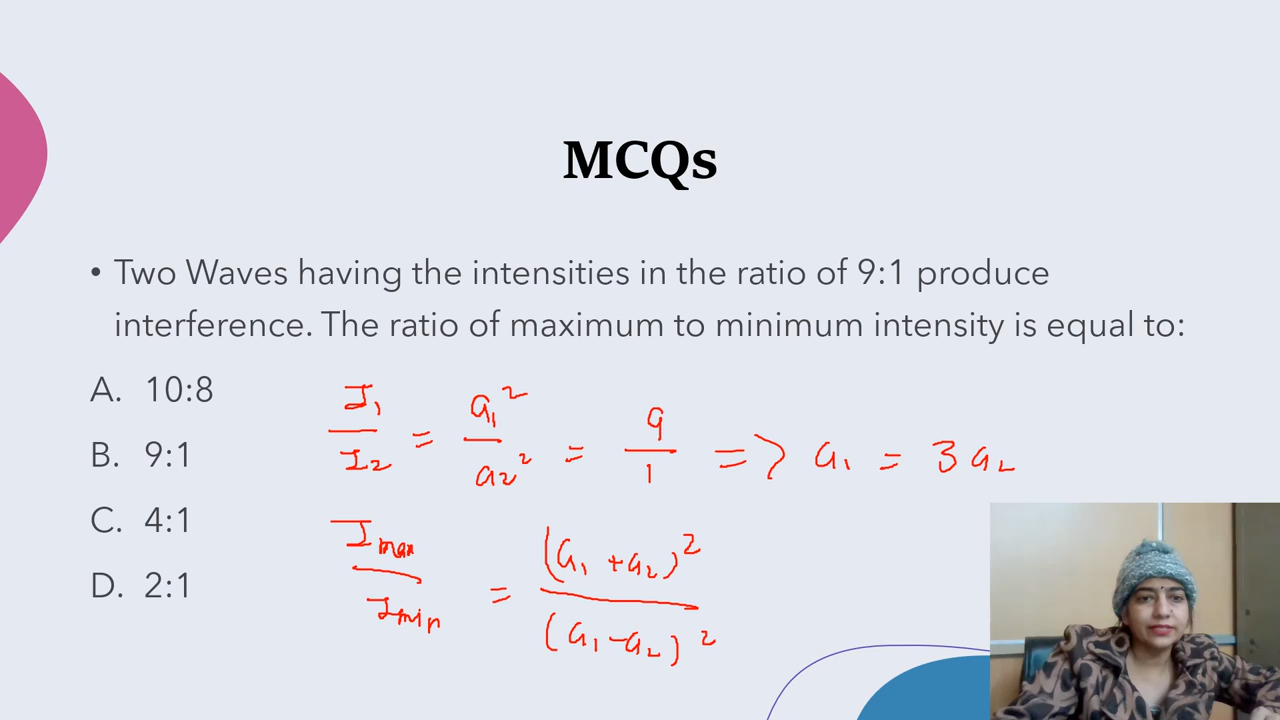 MCQs
• Two Waves having the intensities in the ratio of 9:1 produce
interference. The ratio of maximum to minimum intensity is equal to:
A. 10:8
B. 9:1
C. 4:1
D. 2:1
I₁/I₂ = a₁²/a₂² = 9/1 => a₁ = 3a₂
Imax/Imin = (a₁+a₂)²/(a₁-a₂)²